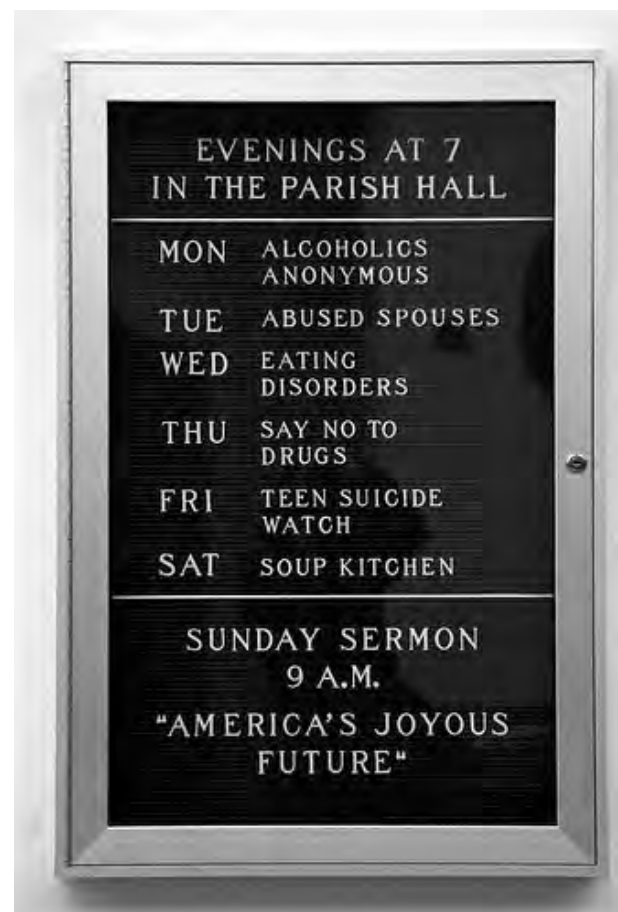 EVENINGS AT 7
IN THE PARISH HALL
MON ALCOHOLICS
ANONYMOUS
TUE ABUSED SPOUSES
WED EATING
DISORDERS
THU SAY NO TO
DRUGS
FRI TEEN SUICIDE
WATCH
SAT SOUP KITCHEN
SUNDAY SERMON
9 A.M.
"AMERICA'S JOYOUS
FUTURE"